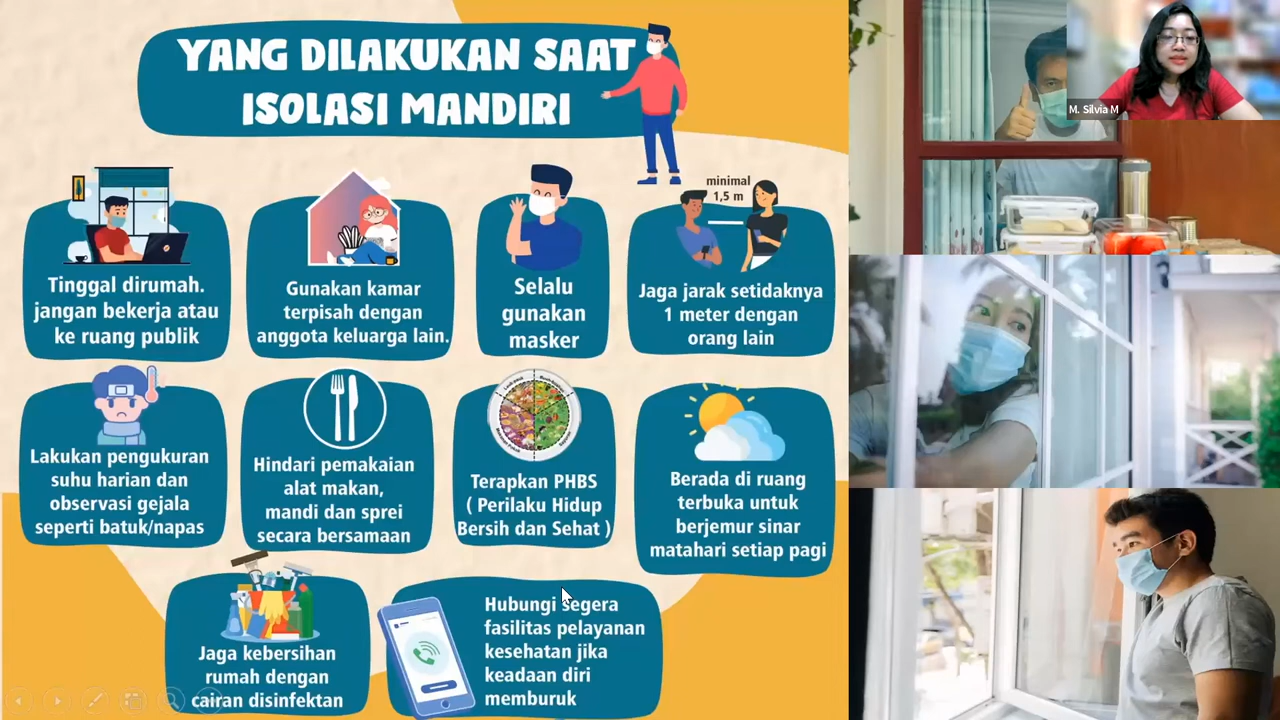 YANG DILAKUKAN SAAT
ISOLASI MANDIRI
M. Silvia M
minimal
1,5 m
Tinggal dirumah.
jangan bekerja atau
ke ruang publik
Gunakan kamar
terpisah dengan
anggota keluarga lain.
Selalu
gunakan
masker
Jaga jarak setidaknya
1 meter dengan
orang lain
Lakukan pengukuran
suhu harian dan
observasi gejala
seperti batuk/napas
Hindari pemakaian
alat makan,
mandi dan sprei
secara bersamaan
Terapkan PHBS
( Perilaku Hidup
Bersih dan Sehat )
Berada di ruang
terbuka untuk
berjemur sinar
matahari setiap pagi
Jaga kebersihan
rumah dengan
cairan disinfektan
Hubungi segera
fasilitas pelayanan
kesehatan jika
keadaan diri
memburuk